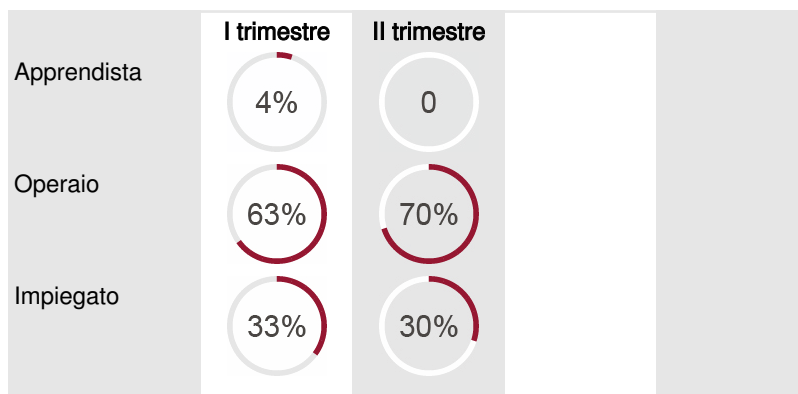 I trimestre II trimestre
Apprendista
4% 0
Operaio
63% 70%
Impiegato
33% 30%